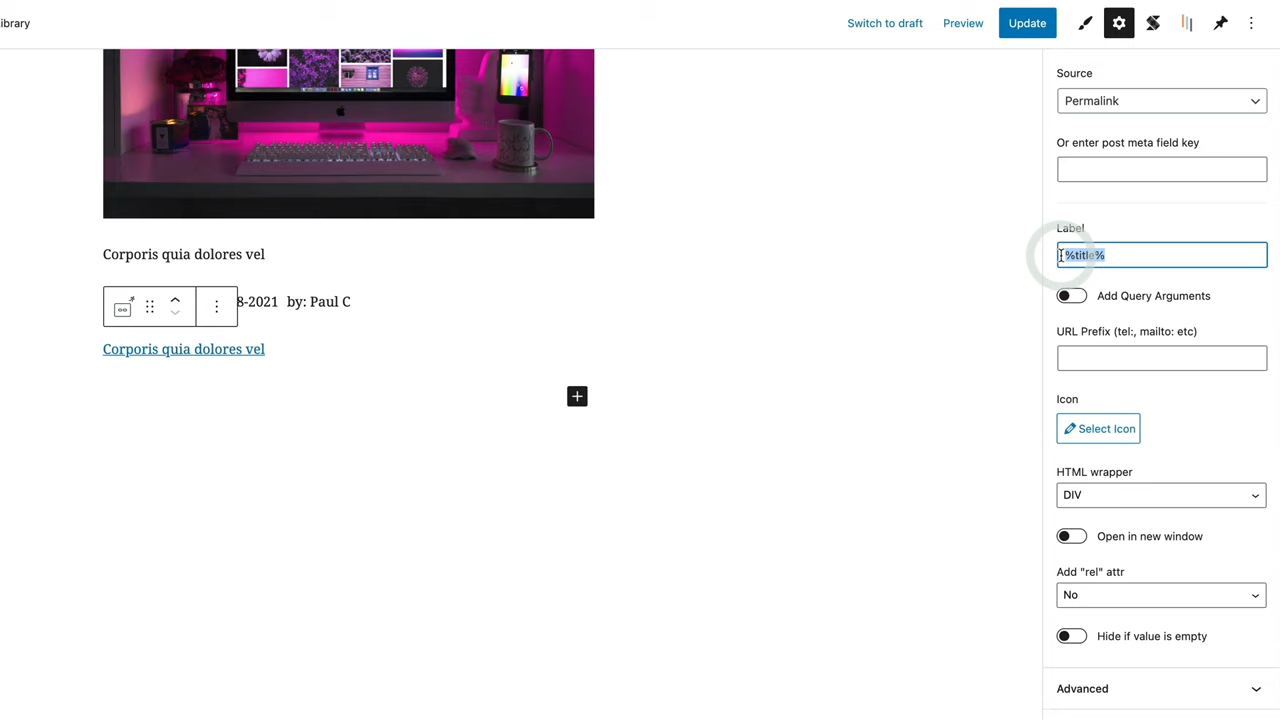 ibrary
Switch to draft
Preview
Update
Source
Permalink
Or enter post meta field key
Label
%title%
Add Query Arguments
URL Prefix (tel:, mailto: etc)
Icon
Select Icon
HTML wrapper
DIV
Open in new window
Add "rel" attr
No
Hide if value is empty
Advanced
Corporis quia dolores vel
8-2021 by: Paul C
Corporis quia dolores vel